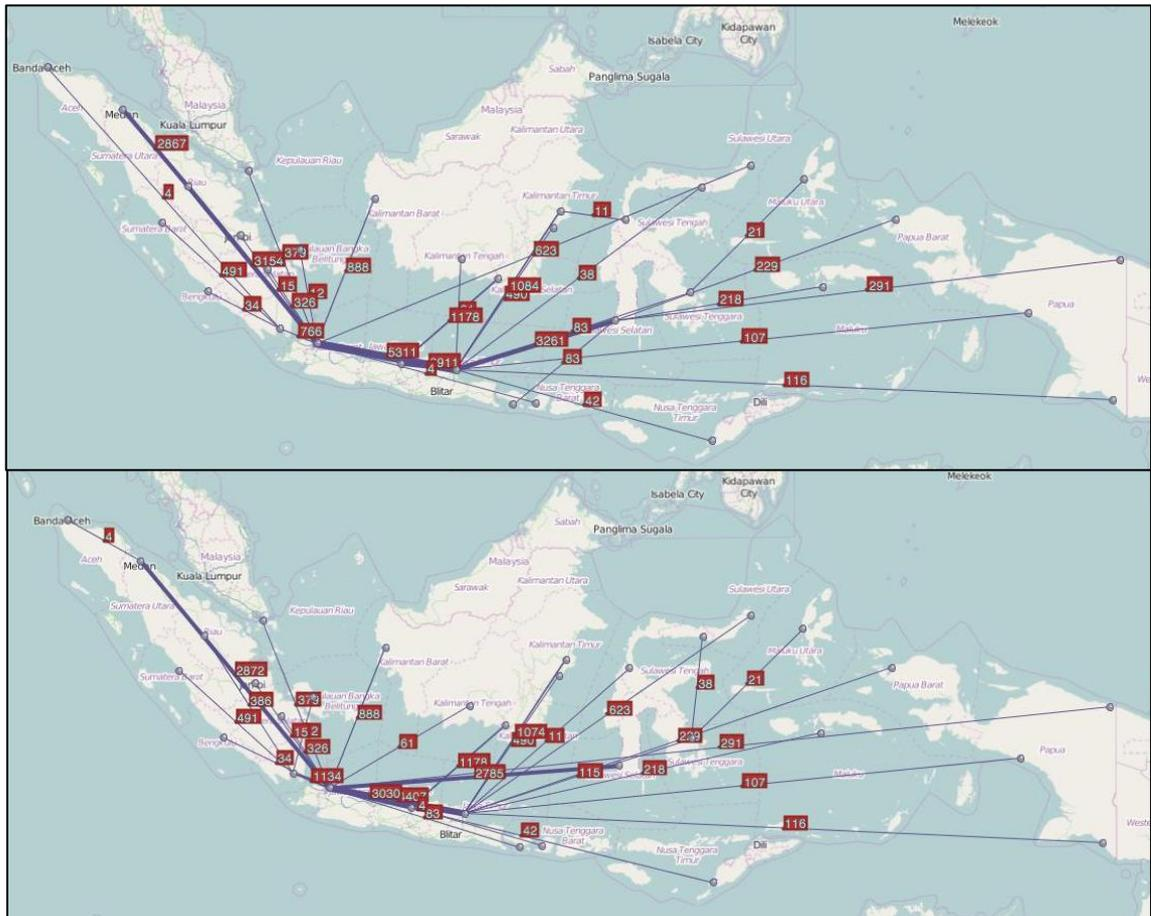 Melekeok
Kidapawan
City
Isabela City
Banda Aceh
Sabah
Panglima Sugala
Aceh
Malaysia
Malaysia
Medan
Kuala Lumpur
Kalimantan Utara
Sarawak
Sulawesi Utara
2867
Sumatera Utara
Kepulauan Riau
4
Riau
Kalimantan Timur
11
Kalimantan Barat
Maluku Utara
Sumatera Barat
Sulawesi Tengah
21
Jambi
Papua Barat
379
623
3154
888
Kalimantan Tengah
229
491
38
15
12
1084
291
490
Bengkulu
326
218
34
1178
Sulawesi Tenggara
Papua
766
83
Maluku
3261
107
5311
83
4
116
Blitar
Nusa Tenggara
Barat
42
Dili
Nusa Tenggara
Timur
Melekeok
Kidapawan
City
Isabela City
Banda Aceh
Sabah
Panglima Sugala
4
Aceh
Malaysia
Malaysia
Medan
Kuala Lumpur
Kalimantan Utara
Sarawak
Sulawesi Utara
Sumatera Utara
Kepulauan Riau
Riau
Kalimantan Timur
Kalimantan Barat
Maluku Utara
Sumatera Barat
2872
Sulawesi Tengah
21
38
Papua Barat
386
379
Kalimantan Tengah
623
491
888
15
2
1074
11
490
61
291
326
34
1178
218
115
Papua
1134
2785
Maluku
107
3030
4
83
116
Blitar
42
Nusa Tenggara
Barat
Dili
Nusa Tenggara
Timur